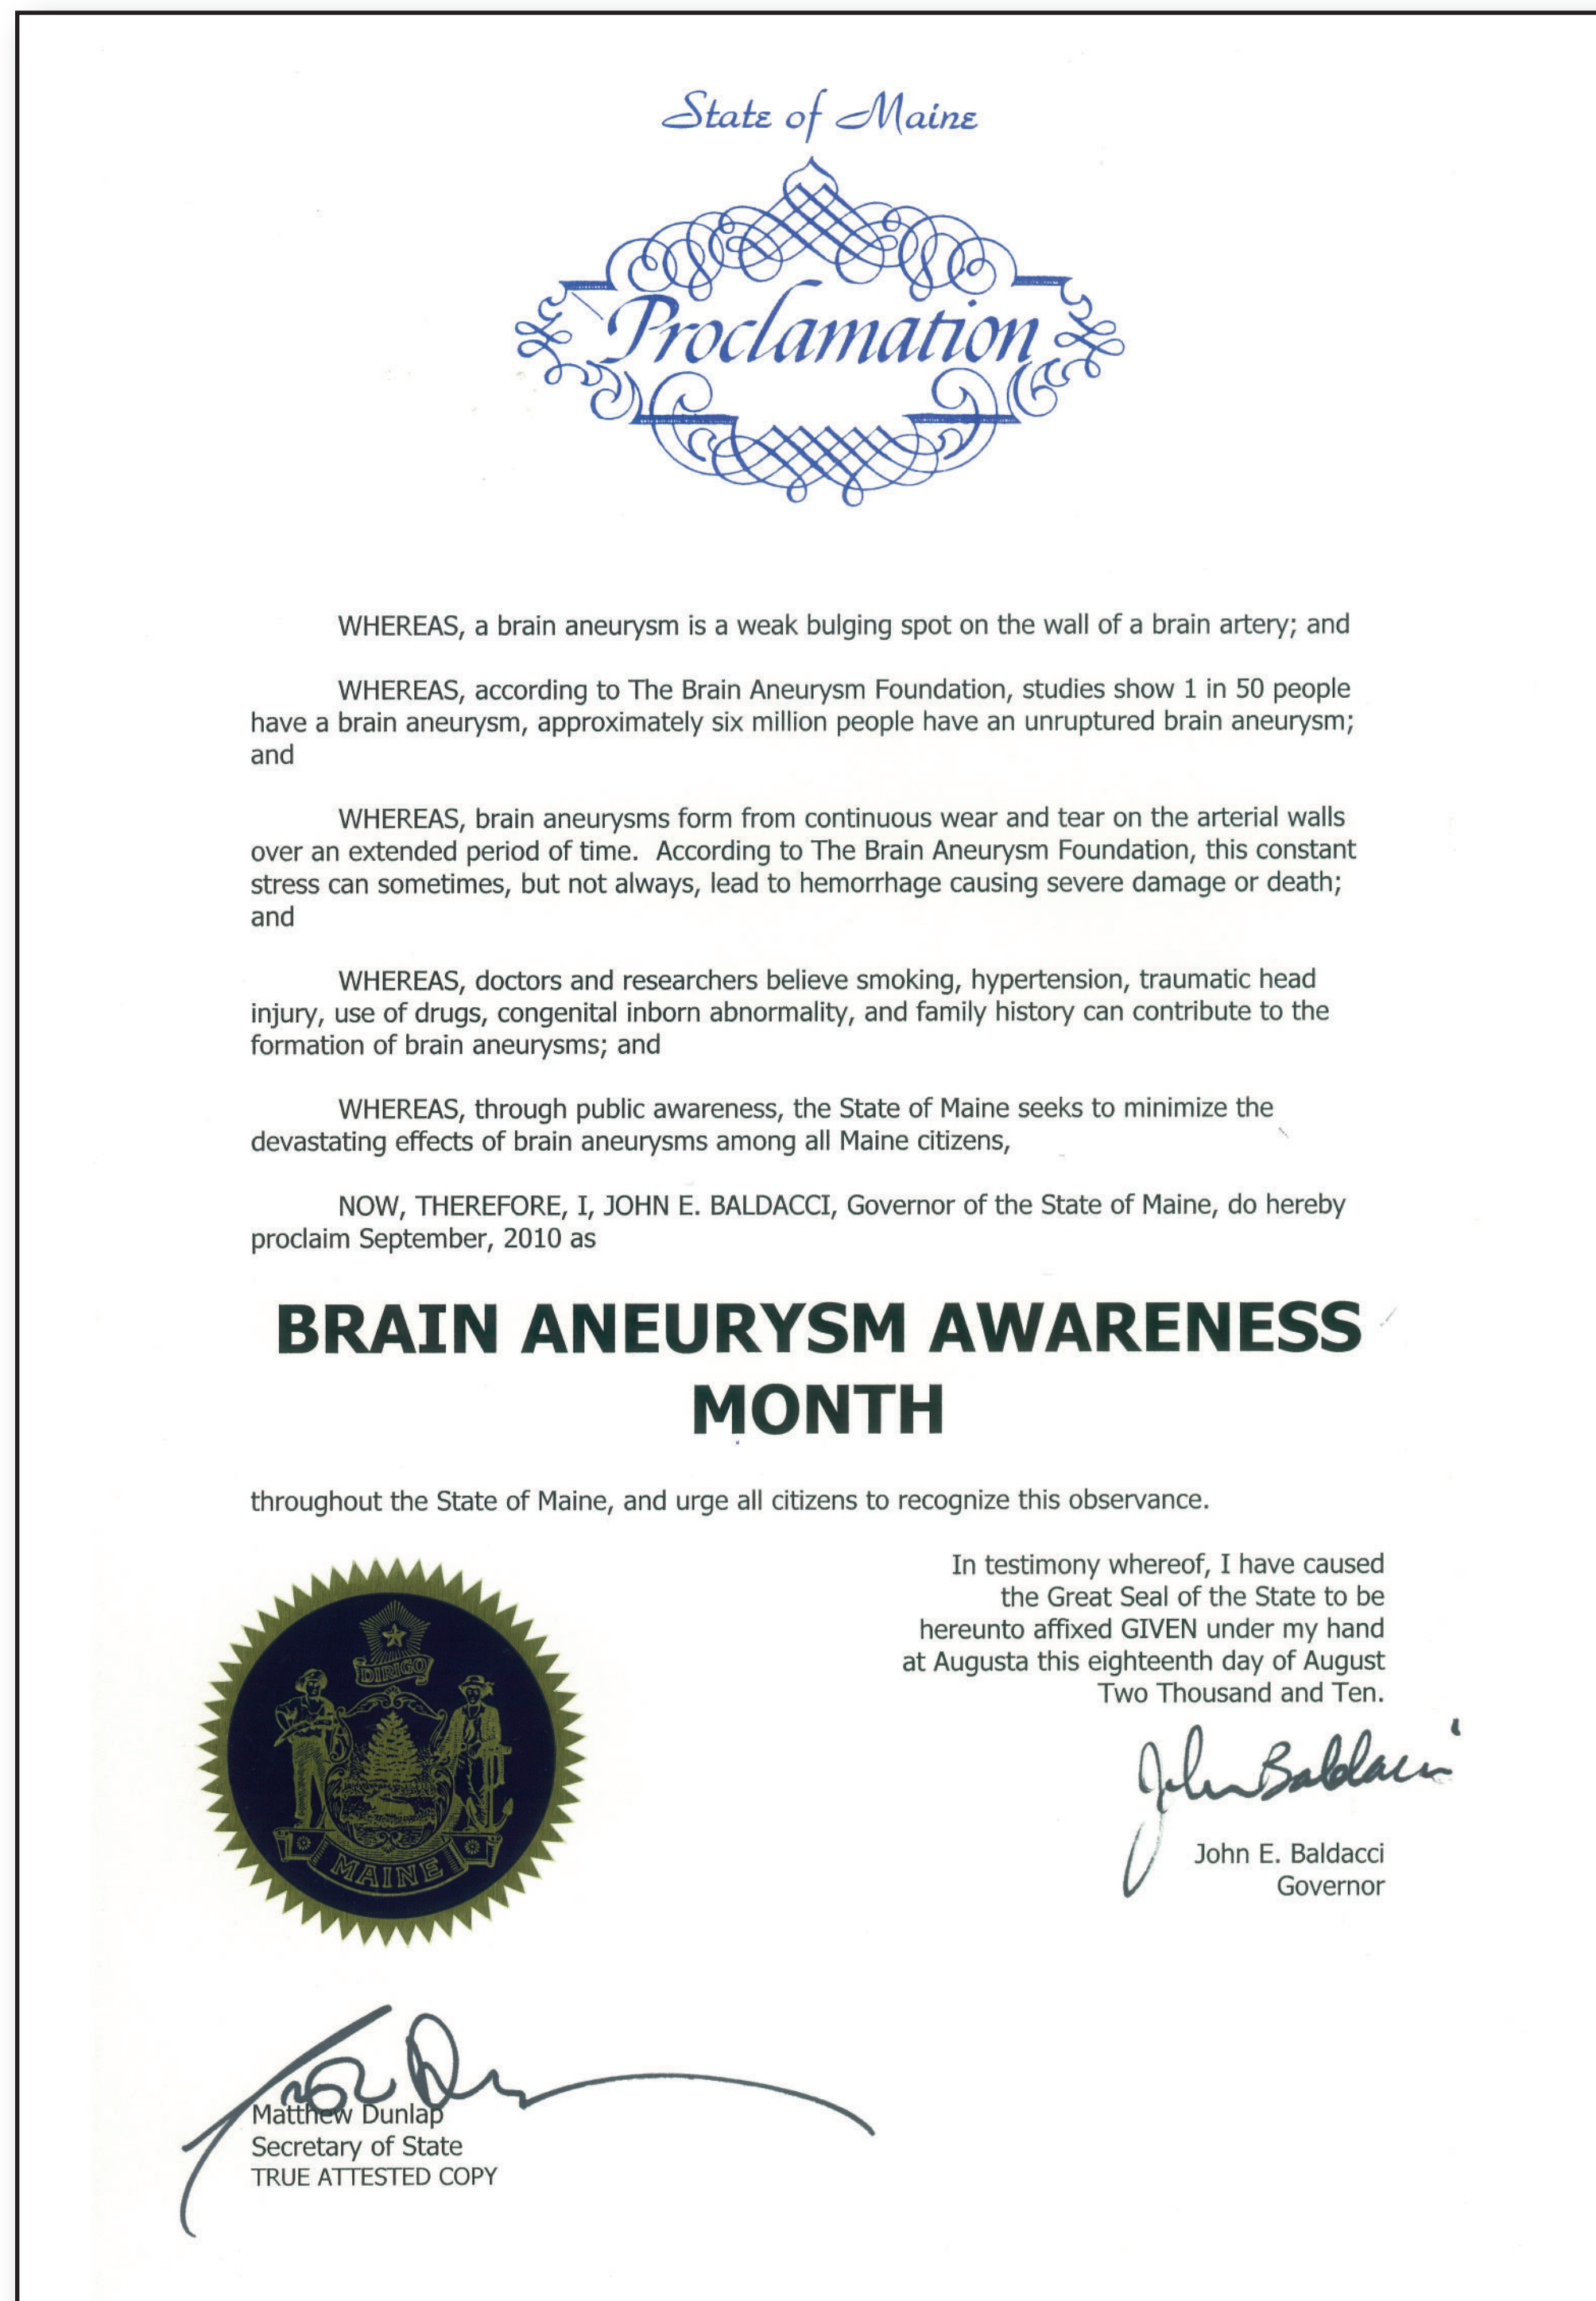 State of Maine
Proclamation
WHEREAS, a brain aneurysm is a weak bulging spot on the wall of a brain artery; and
WHEREAS, according to The Brain Aneurysm Foundation, studies show 1 in 50 people
have a brain aneurysm, approximately six million people have an unruptured brain aneurysm;
and
WHEREAS, brain aneurysms form from continuous wear and tear on the arterial walls
over an extended period of time. According to The Brain Aneurysm Foundation, this constant
stress can sometimes, but not always, lead to hemorrhage causing severe damage or death;
and
WHEREAS, doctors and researchers believe smoking, hypertension, traumatic head
injury, use of drugs, congenital inborn abnormality, and family history can contribute to the
formation of brain aneurysms; and
WHEREAS, through public awareness, the State of Maine seeks to minimize the
devastating effects of brain aneurysms among all Maine citizens,
NOW, THEREFORE, I, JOHN E. BALDACCI, Governor of the State of Maine, do hereby
proclaim September, 2010 as
BRAIN ANEURYSM AWARENESS
MONTH
throughout the State of Maine, and urge all citizens to recognize this observance.
In testimony whereof, I have caused
the Great Seal of the State to be
hereunto affixed GIVEN under my hand
at Augusta this eighteenth day of August
Two Thousand and Ten.
DIRIGO
MAINE
John Baldacci
John E. Baldacci
Governor
Matthew Dunlap
Secretary of State
TRUE ATTESTED COPY